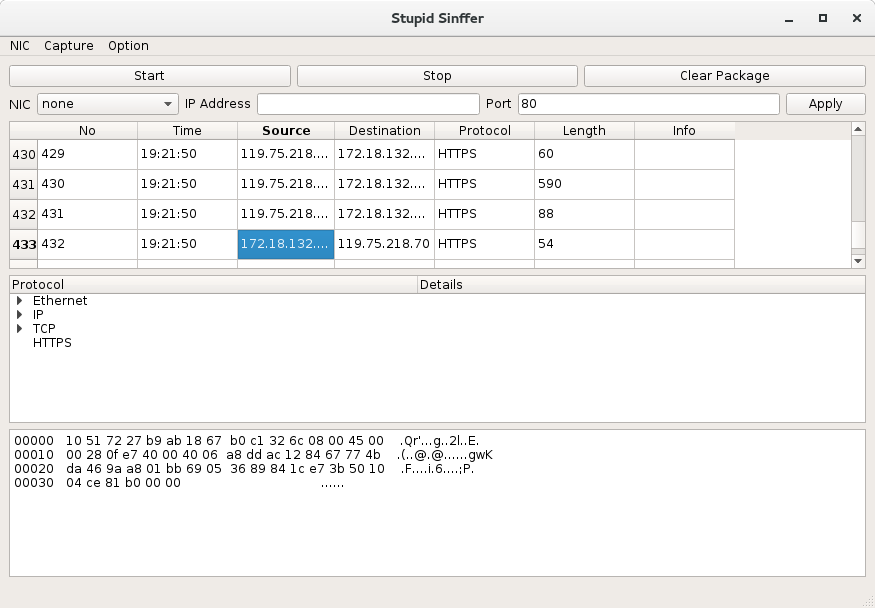 Stupid Sinffer
NIC Capture Option
Start Stop Clear Package
NIC none IP Address Port 80 Apply
No Time Source Destination Protocol Length Info
430 429 19:21:50 119.75.218.... 172.18.132.... HTTPS 60
431 430 19:21:50 119.75.218.... 172.18.132.... HTTPS 590
432 431 19:21:50 119.75.218.... 172.18.132.... HTTPS 88
433 432 19:21:50 172.18.132.... 119.75.218.70 HTTPS 54
Protocol Details
Ethernet
IP
TCP
HTTPS
00000 10 51 72 27 b9 ab 18 67 b0 c1 32 6c 08 00 45 00 .Qr'...g..2l..E.
00010 00 28 0f e7 40 00 40 06 a8 dd ac 12 84 67 77 4b .(..@.@......gwK
00020 da 46 9a a8 01 bb 69 05 36 89 84 1c e7 3b 50 10 .F....i.6....;P.
00030 04 ce 81 b0 00 00 ......